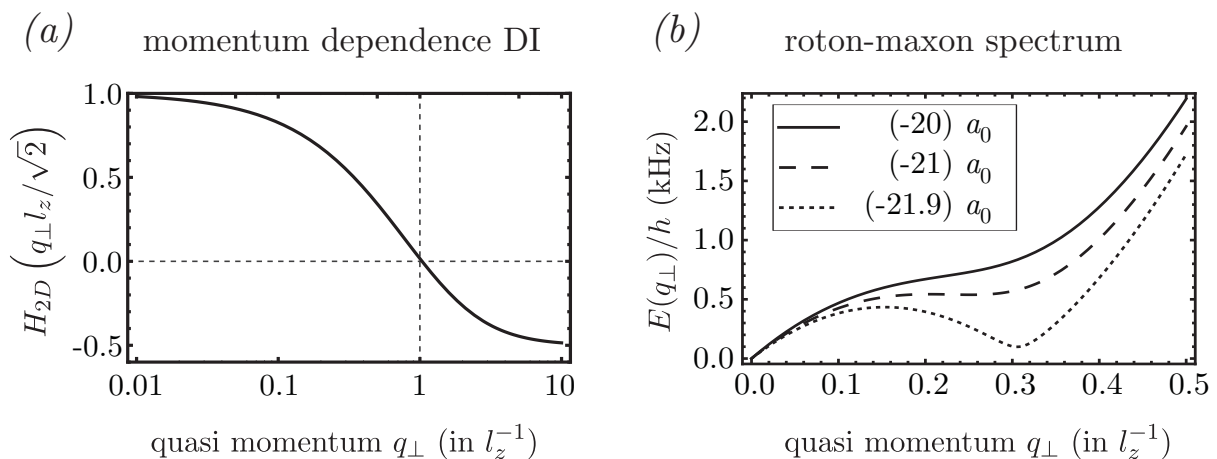 (a) momentum dependence DI
H_{2D} (q_⊥ l_z/√2)
1.0
0.5
0.0
-0.5
0.01 0.1 1 10
quasi momentum q_⊥ (in l_z^{-1})
(b) roton-maxon spectrum
E(q_⊥)/h (kHz)
2.0
1.5
1.0
0.5
0.0
(-20) a_0
(-21) a_0
(-21.9) a_0
0.0 0.1 0.2 0.3 0.4 0.5
quasi momentum q_⊥ (in l_z^{-1})